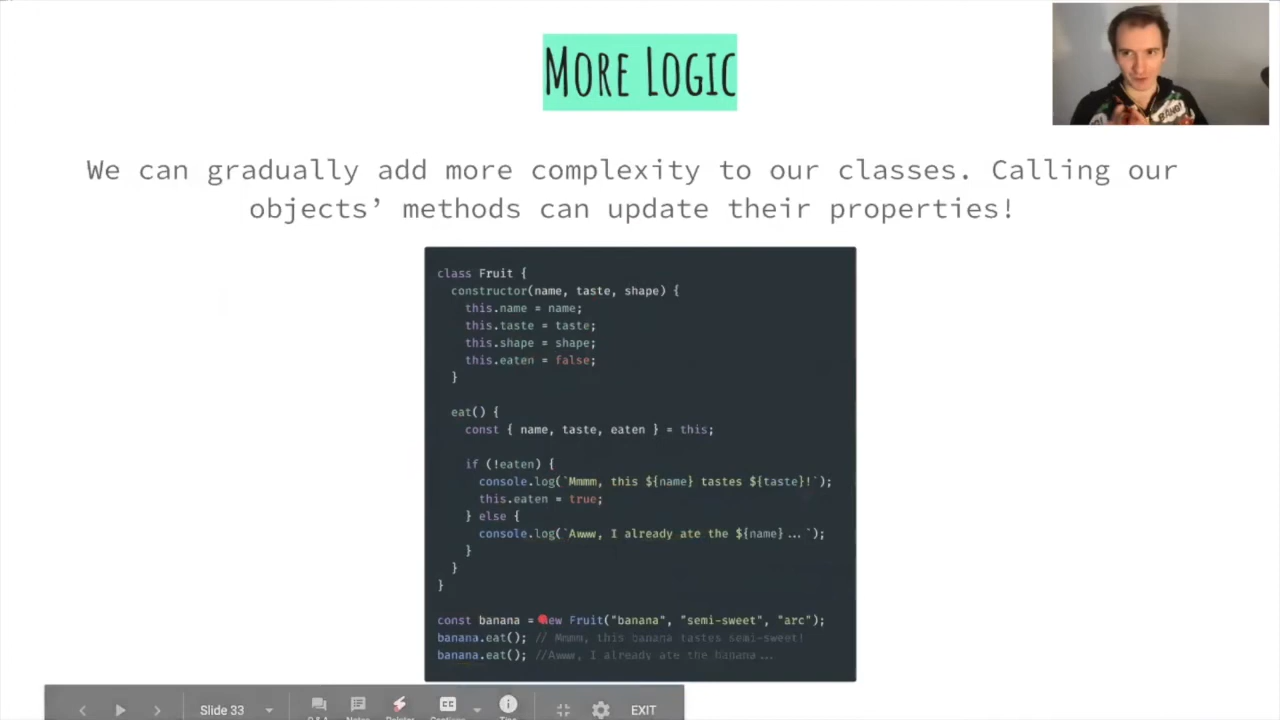 More Logic
We can gradually add more complexity to our classes. Calling our
objects’ methods can update their properties!
class Fruit {
constructor(name, taste, shape) {
this.name = name;
this.taste = taste;
this.shape = shape;
this.eaten = false;
}
eat() {
const { name, taste, eaten } = this;
if (!eaten) {
console.log(`Mmmm, this ${name} tastes ${taste}!`);
this.eaten = true;
} else {
console.log(`Awww, I already ate the ${name}...`);
}
}
}
const banana = new Fruit("banana", "semi-sweet", "arc");
banana.eat(); // Mmmm, this banana tastes semi-sweet!
banana.eat(); //Awww, I already ate the banana...
Slide 33
CC
EXIT